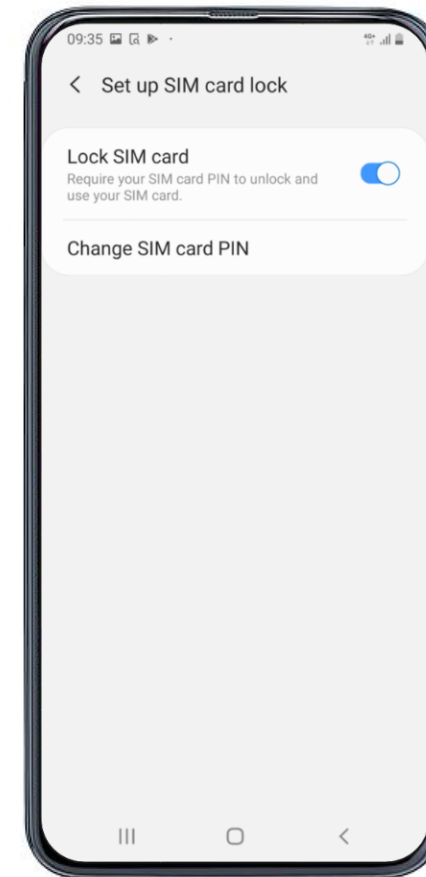 09:35
4G+
Set up SIM card lock
Lock SIM card
Require your SIM card PIN to unlock and
use your SIM card.
Change SIM card PIN